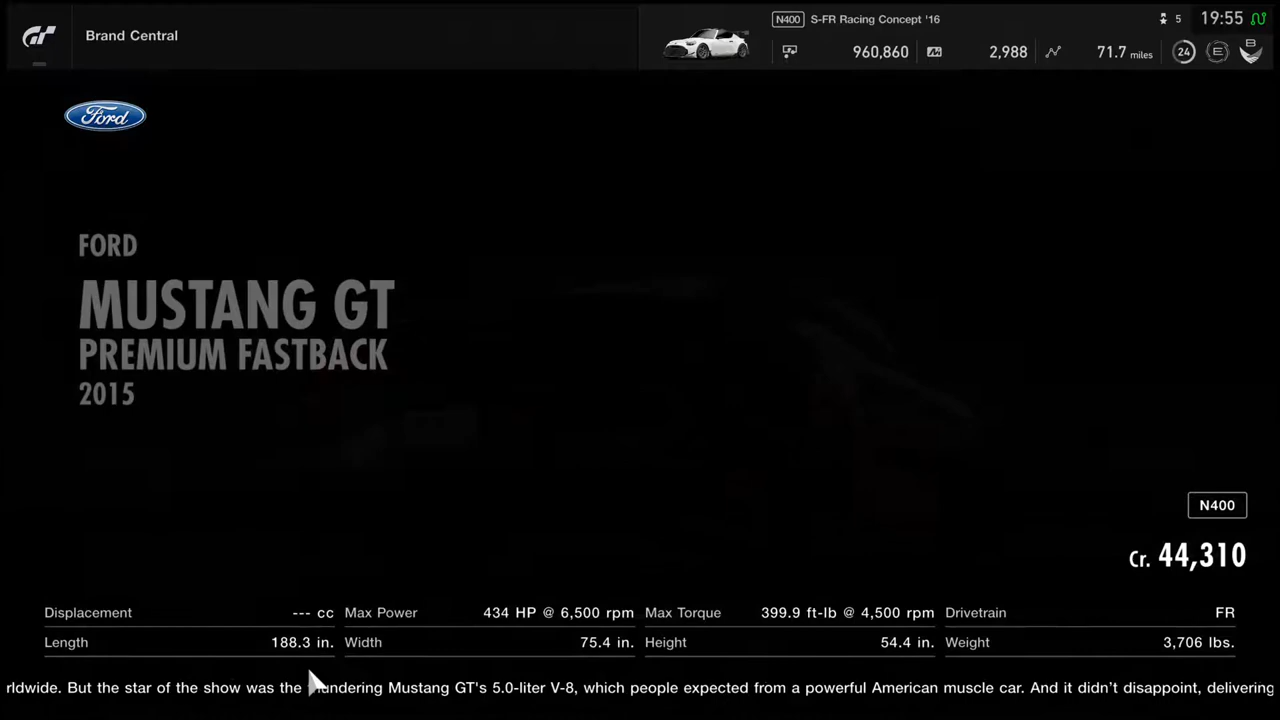 Brand Central
N400 S-FR Racing Concept '16
5 19:55
960,860 2,988 71.7 miles 24 E B
Ford
FORD
MUSTANG GT
PREMIUM FASTBACK
2015
N400
Cr. 44,310
Displacement --- cc Max Power 434 HP @ 6,500 rpm Max Torque 399.9 ft-lb @ 4,500 rpm Drivetrain FR
Length 188.3 in. Width 75.4 in. Height 54.4 in. Weight 3,706 lbs.
rldwide. But the star of the show was the thundering Mustang GT's 5.0-liter V-8, which people expected from a powerful American muscle car. And it didn't disappoint, delivering